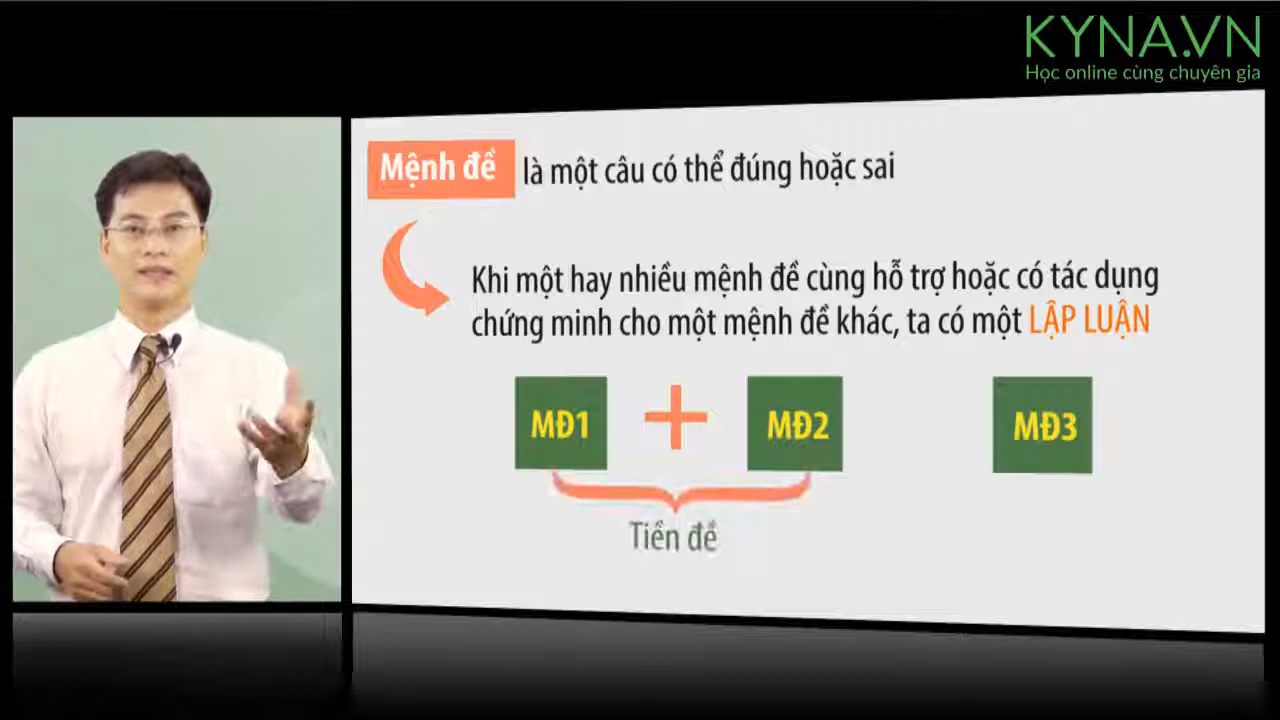 KYNA.VN
Học online cùng chuyên gia
Mệnh đề là một câu có thể đúng hoặc sai
Khi một hay nhiều mệnh đề cùng hỗ trợ hoặc có tác dụng
chứng minh cho một mệnh đề khác, ta có một LẬP LUẬN
MĐ1 + MĐ2 MĐ3
Tiền đề